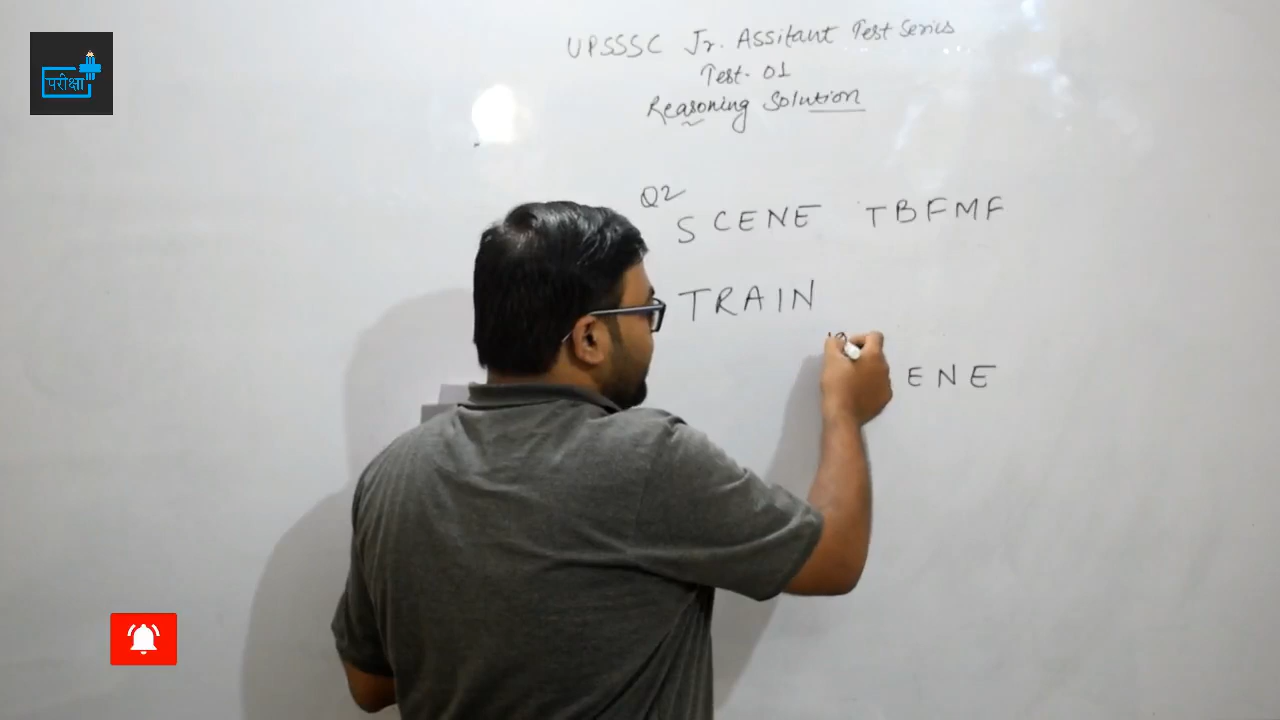 परीक्षा
UPSSSC Jr. Assitant Test Series
Test-01
Reasoning Solution
Q2
SCENE TBFMF
TRAIN
ENE